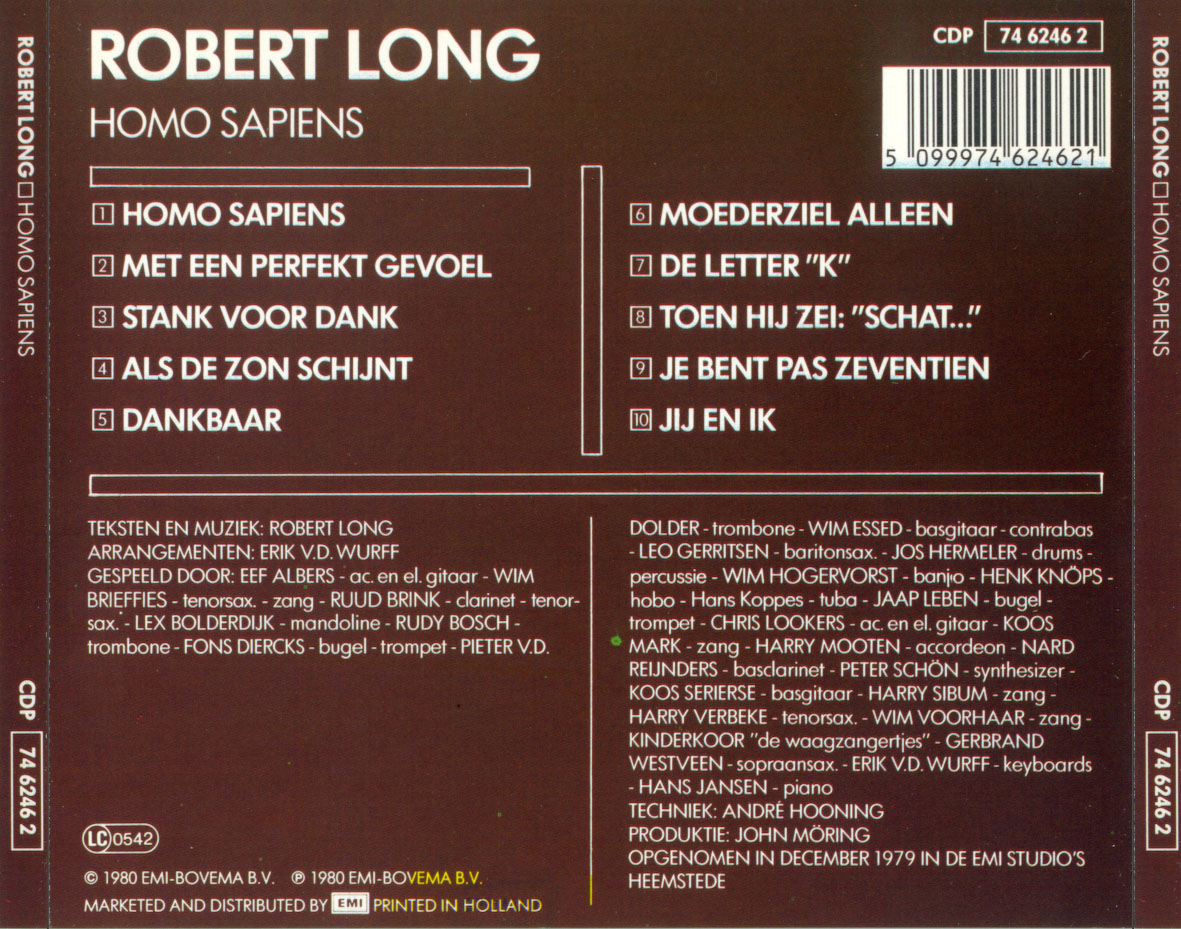 ROBERT LONG
HOMO SAPIENS
CDP 74 6246 2
5 099974 624621
1 HOMO SAPIENS
2 MET EEN PERFEKT GEVOEL
3 STANK VOOR DANK
4 ALS DE ZON SCHIJNT
5 DANKBAAR
6 MOEDERZIEL ALLEEN
7 DE LETTER "K"
8 TOEN HIJ ZEI: "SCHAT..."
9 JE BENT PAS ZEVENTIEN
10 JIJ EN IK
TEKSTEN EN MUZIEK: ROBERT LONG
ARRANGEMENTEN: ERIK V.D. WURFF
GESPEELD DOOR: EEF ALBERS - ac. en el. gitaar - WIM
BRIEFFIES - tenorsax. - zang - RUUD BRINK - clarinet - tenor-
sax. - LEX BOLDERDIJK - mandoline - RUDY BOSCH -
trombone - FONS DIERCKS - bugel - trompet - PIETER V.D.
DOLDER - trombone - WIM ESSED - basgitaar - contrabas
- LEO GERRITSEN - baritonsax. - JOS HERMELER - drums -
percussie - WIM HOGERVORST - banjo - HENK KNÖPS -
hobo - Hans Koppes - tuba - JAAP LEBEN - bugel -
trompet - CHRIS LOOKERS - ac. en el. gitaar - KOOS
MARK - zang - HARRY MOOTEN - accordeon - NARD
REIJNDERS - basclarinet - PETER SCHÖN - synthesizer -
KOOS SERIERSE - basgitaar - HARRY SIBUM - zang -
HARRY VERBEKE - tenorsax. - WIM VOORHAAR - zang -
KINDERKOOR "de waagzangertjes" - GERBRAND
WESTVEEN - sopraansax. - ERIK V.D. WURFF - keyboards
- HANS JANSEN - piano
TECHNIEK: ANDRÉ HOONING
PRODUKTIE: JOHN MÖRING
OPGENOMEN IN DECEMBER 1979 IN DE EMI STUDIO'S
HEEMSTEDE
LC 0542
© 1980 EMI-BOVEMA B.V. ℗ 1980 EMI-BOVEMA B.V.
MARKETED AND DISTRIBUTED BY EMI PRINTED IN HOLLAND
ROBERT LONG □ HOMO SAPIENS
CDP 74 6246 2
ROBERT LONG □ HOMO SAPIENS
CDP 74 6246 2